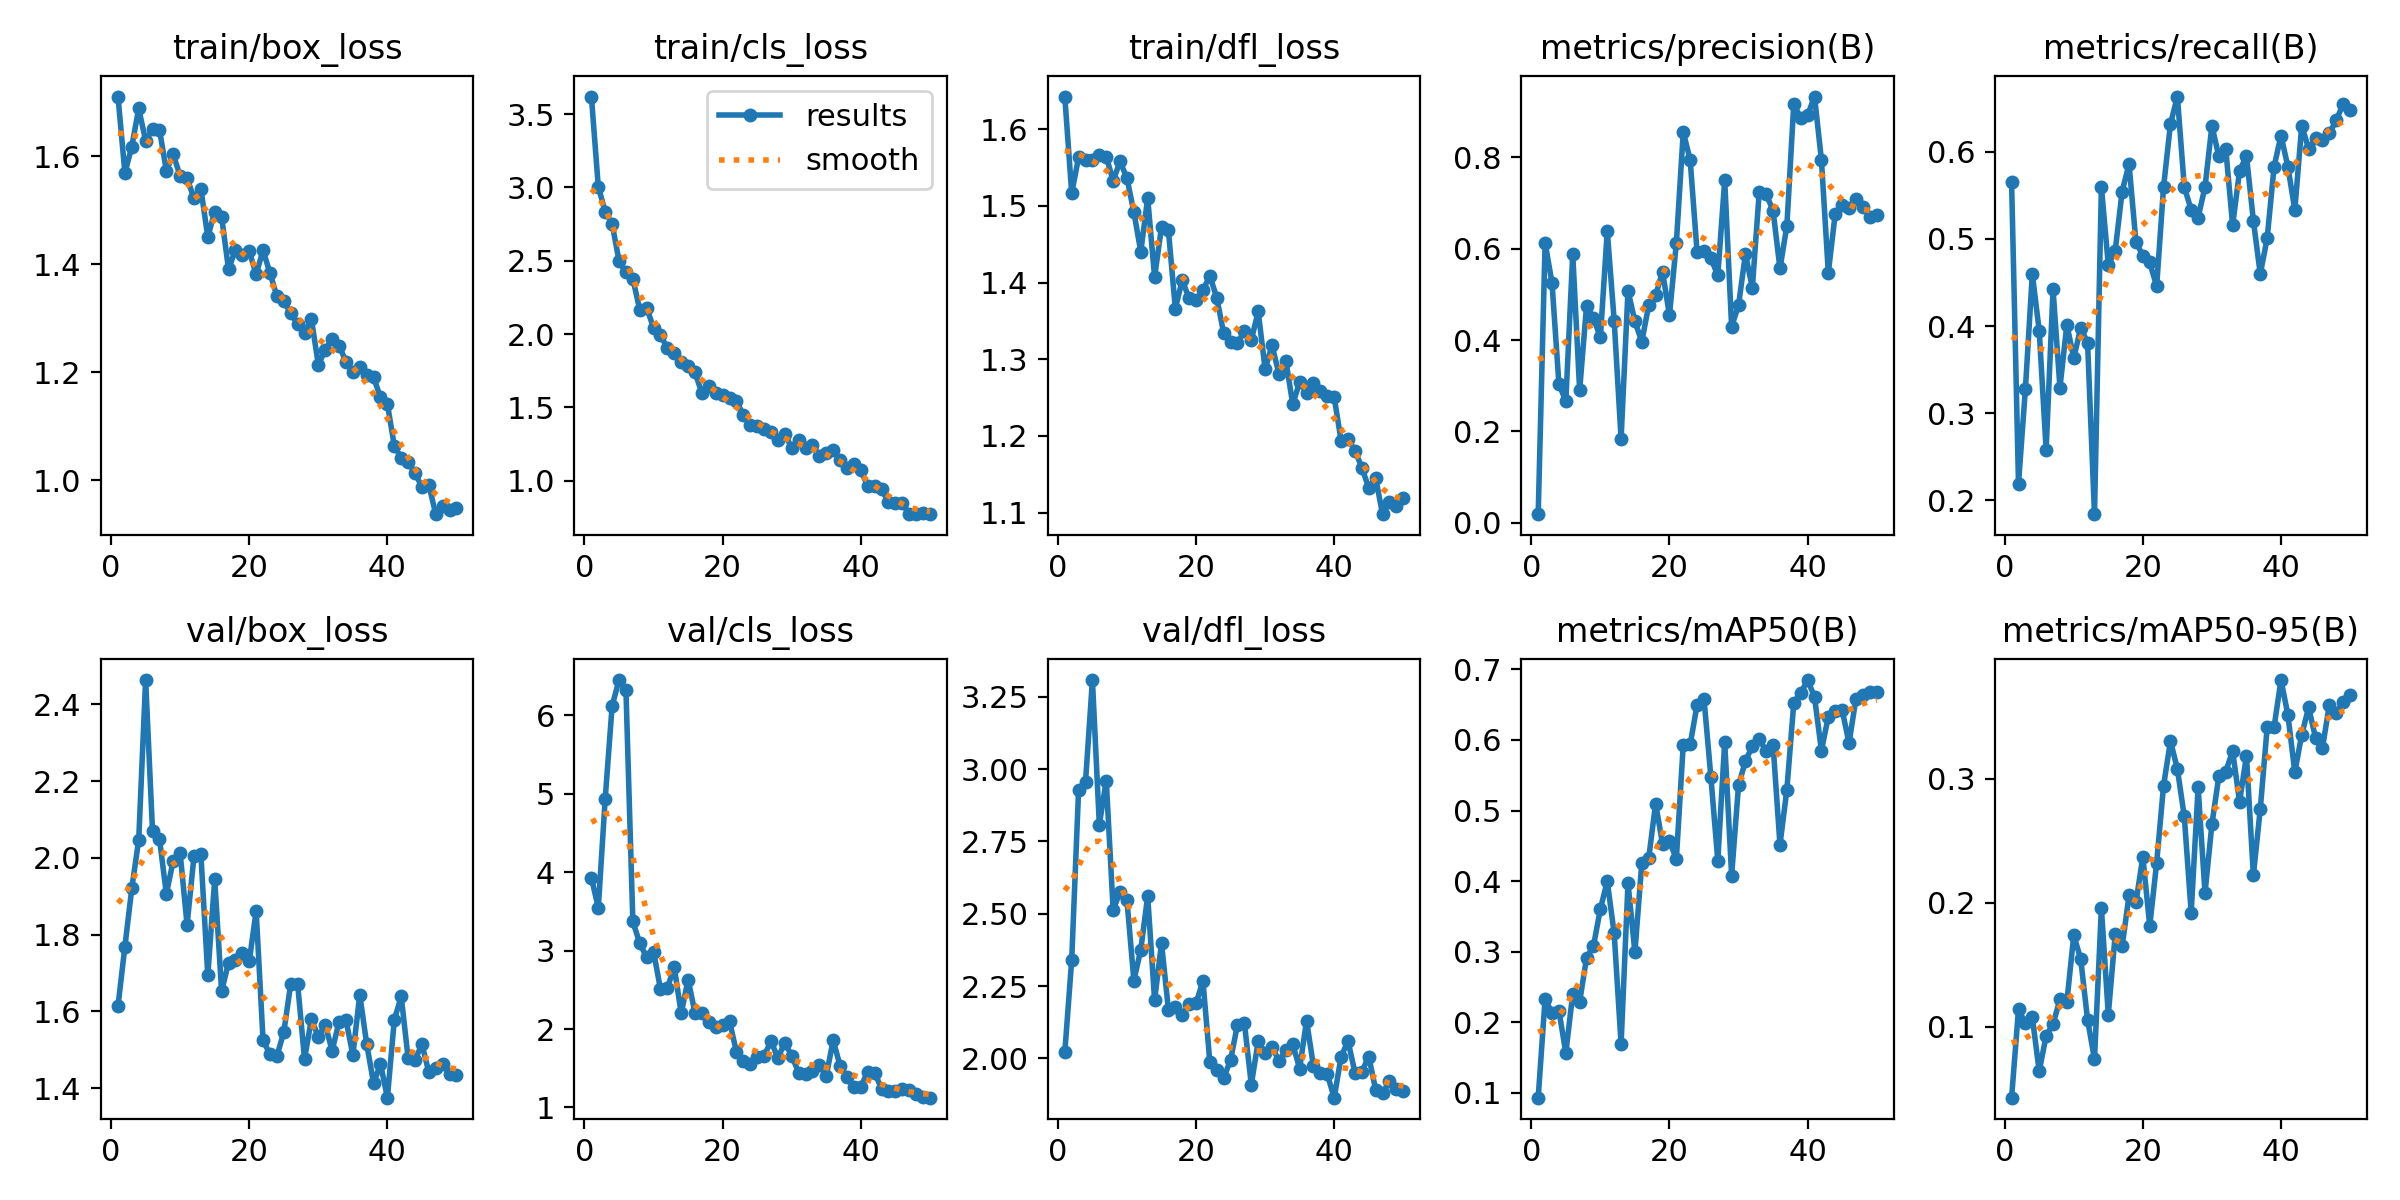 train/box_loss
1.6
1.4
1.2
1.0
0 20 40
train/cls_loss
results
smooth
3.5
3.0
2.5
2.0
1.5
1.0
0 20 40
train/dfl_loss
1.6
1.5
1.4
1.3
1.2
1.1
0 20 40
metrics/precision(B)
0.8
0.6
0.4
0.2
0.0
0 20 40
metrics/recall(B)
0.6
0.5
0.4
0.3
0.2
0 20 40
val/box_loss
2.4
2.2
2.0
1.8
1.6
1.4
0 20 40
val/cls_loss
6
5
4
3
2
1
0 20 40
val/dfl_loss
3.25
3.00
2.75
2.50
2.25
2.00
0 20 40
metrics/mAP50(B)
0.7
0.6
0.5
0.4
0.3
0.2
0.1
0 20 40
metrics/mAP50-95(B)
0.3
0.2
0.1
0 20 40